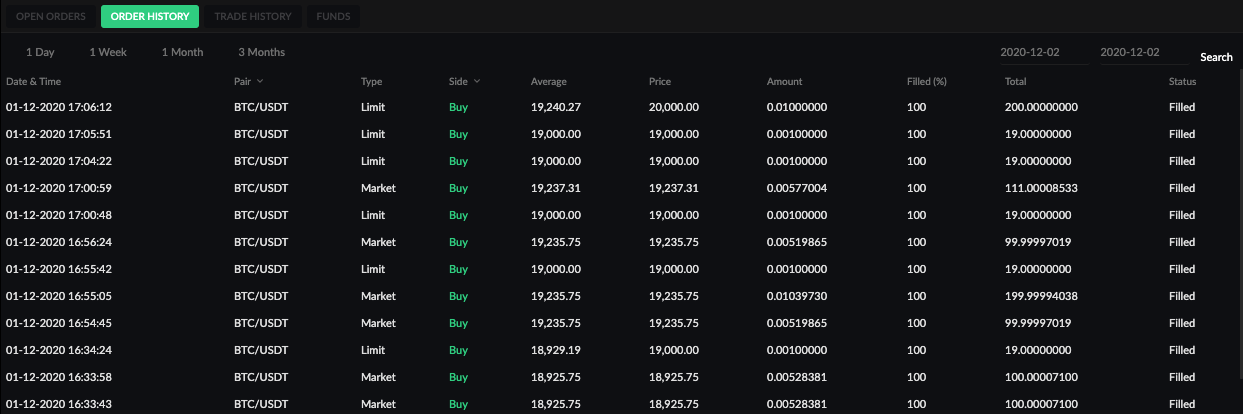 OPEN ORDERS ORDER HISTORY TRADE HISTORY FUNDS
1 Day 1 Week 1 Month 3 Months 2020-12-02 2020-12-02 Search
Date & Time Pair Type Side Average Price Amount Filled (%) Total Status
01-12-2020 17:06:12 BTC/USDT Limit Buy 19,240.27 20,000.00 0.01000000 100 200.00000000 Filled
01-12-2020 17:05:51 BTC/USDT Limit Buy 19,000.00 19,000.00 0.00100000 100 19.00000000 Filled
01-12-2020 17:04:22 BTC/USDT Limit Buy 19,000.00 19,000.00 0.00100000 100 19.00000000 Filled
01-12-2020 17:00:59 BTC/USDT Market Buy 19,237.31 19,237.31 0.00577004 100 111.00008533 Filled
01-12-2020 17:00:48 BTC/USDT Limit Buy 19,000.00 19,000.00 0.00100000 100 19.00000000 Filled
01-12-2020 16:56:24 BTC/USDT Market Buy 19,235.75 19,235.75 0.00519865 100 99.99997019 Filled
01-12-2020 16:55:42 BTC/USDT Limit Buy 19,000.00 19,000.00 0.00100000 100 19.00000000 Filled
01-12-2020 16:55:05 BTC/USDT Market Buy 19,235.75 19,235.75 0.01039730 100 199.99994038 Filled
01-12-2020 16:54:45 BTC/USDT Market Buy 19,235.75 19,235.75 0.00519865 100 99.99997019 Filled
01-12-2020 16:34:24 BTC/USDT Limit Buy 18,929.19 19,000.00 0.00100000 100 19.00000000 Filled
01-12-2020 16:33:58 BTC/USDT Market Buy 18,925.75 18,925.75 0.00528381 100 100.00007100 Filled
01-12-2020 16:33:43 BTC/USDT Market Buy 18,925.75 18,925.75 0.00528381 100 100.00007100 Filled